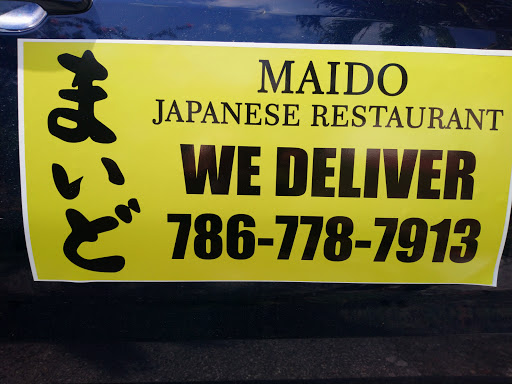 まいど
MAIDO
JAPANESE RESTAURANT
WE DELIVER
786-778-7913